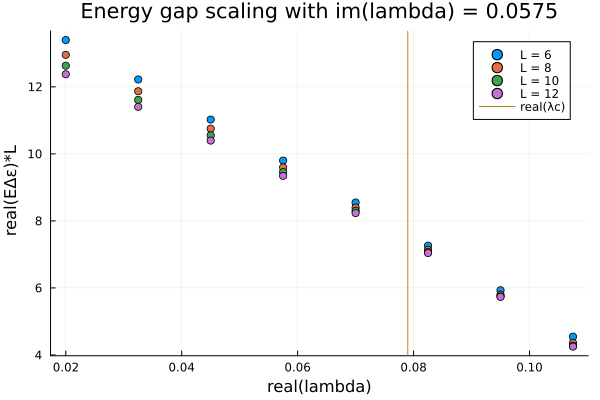 Energy gap scaling with im(lambda) = 0.0575
real(EΔε)*L
12
10
8
6
4
0.02
0.04
0.06
0.08
0.10
real(lambda)
L = 6
L = 8
L = 10
L = 12
real(λc)